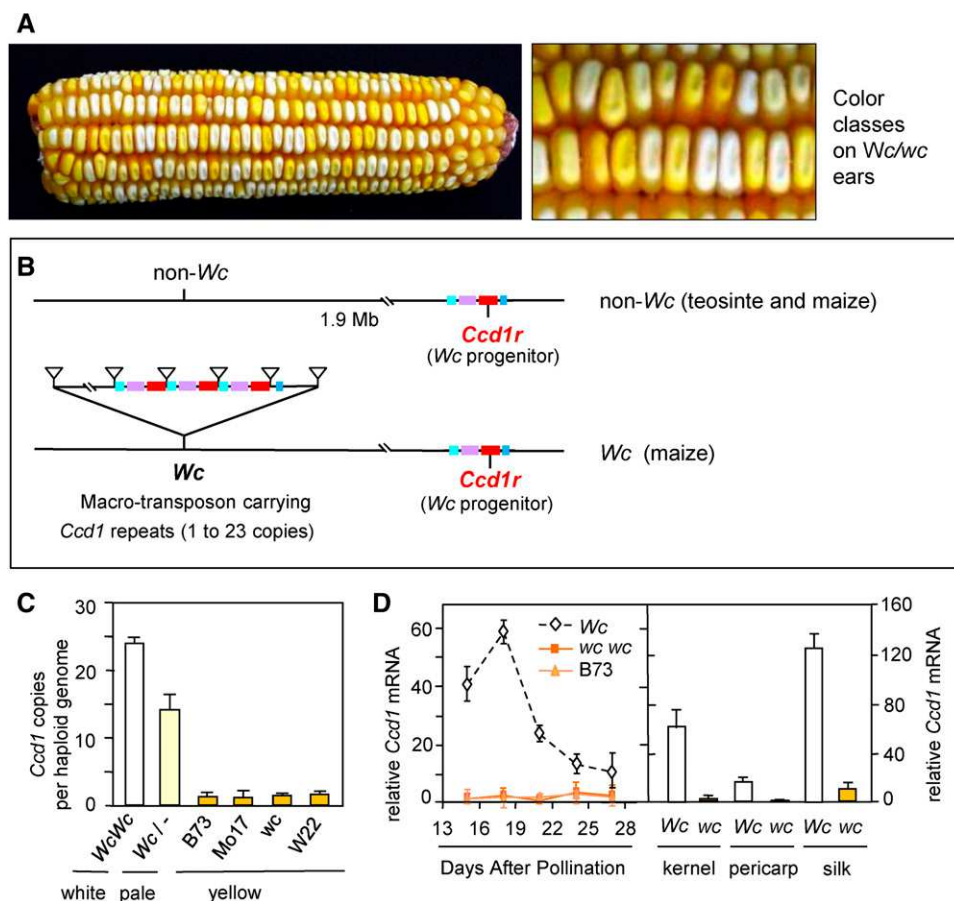 A
Color
classes
on Wc/wc
ears
B
non-Wc
1.9 Mb
Ccd1r
(Wc progenitor)
non-Wc (teosinte and maize)
Wc
Macro-transposon carrying
Ccd1 repeats (1 to 23 copies)
Ccd1r
(Wc progenitor)
Wc (maize)
C
Ccd1 copies
per haploid genome
30
20
10
0
WcWc
Wc / -
B73
Mo17
wc
W22
white pale yellow
D
relative Ccd1 mRNA
60
40
20
0
Wc
wc wc
B73
13 16 19 22 25 28
Days After Pollination
160
120
80
40
0
relative Ccd1 mRNA
Wc wc Wc wc Wc wc
kernel pericarp silk